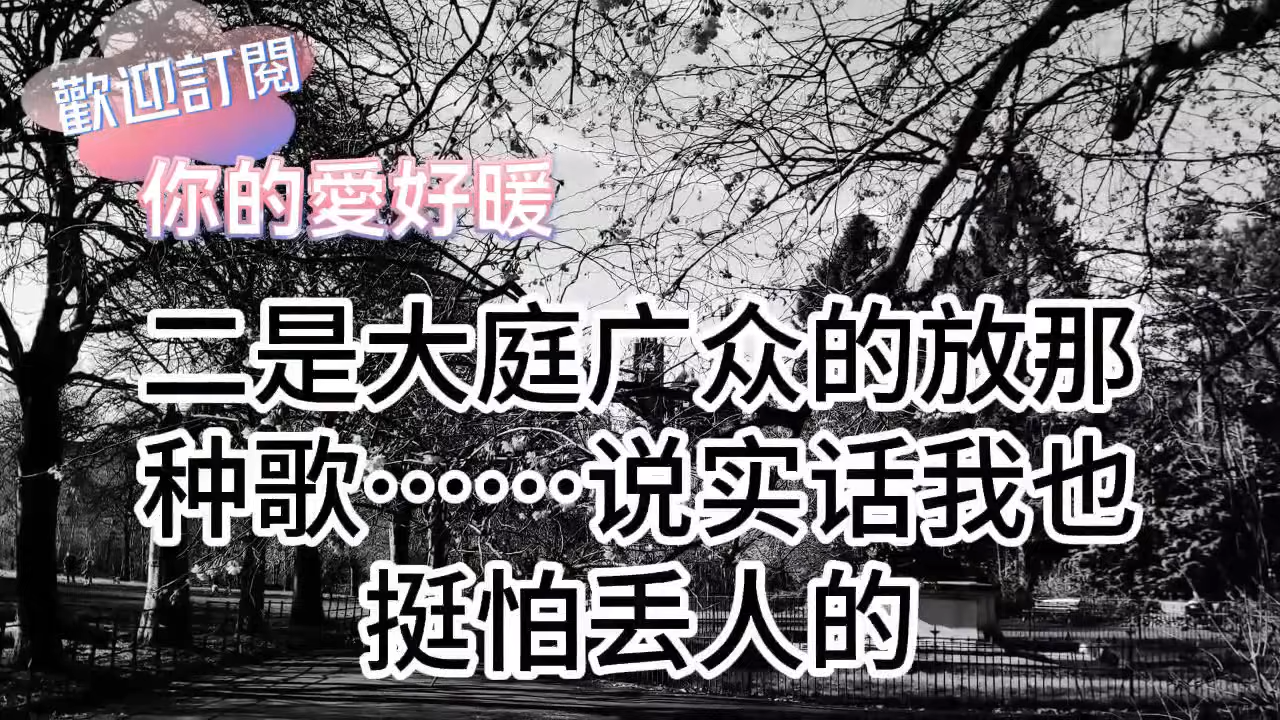 歡迎訂閱
你的愛好暖
二是大庭广众的放那
种歌……说实话我也
挺怕丢人的